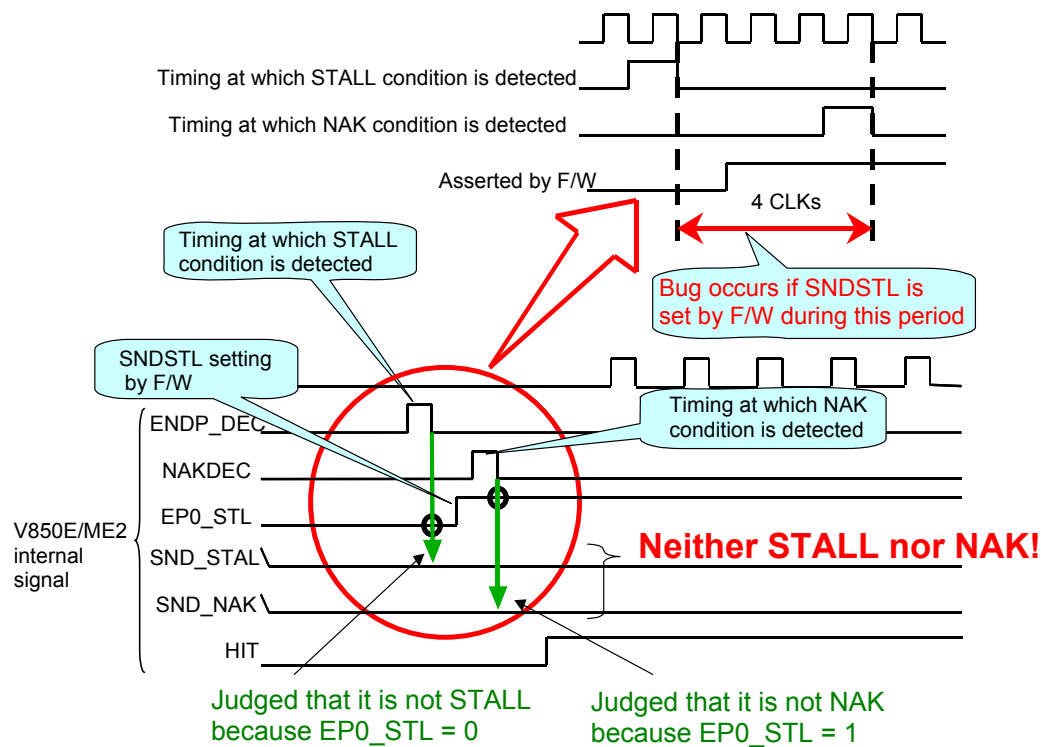 Timing at which STALL condition is detected
Timing at which NAK condition is detected
Asserted by F/W
4 CLKs
Timing at which STALL
condition is detected
Bug occurs if SNDSTL is
set by F/W during this period
SNDSTL setting
by F/W
Timing at which NAK
condition is detected
ENDP_DEC
NAKDEC
EP0_STL
V850E/ME2
internal
signal
SND_STAL
Neither STALL nor NAK!
SND_NAK
HIT
Judged that it is not STALL
because EP0_STL = 0
Judged that it is not NAK
because EP0_STL = 1